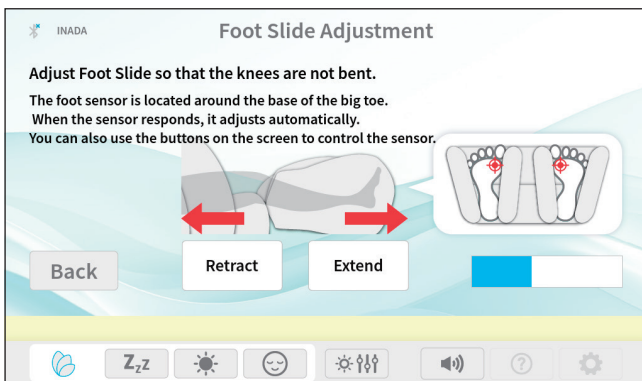 INADA
Foot Slide Adjustment
Adjust Foot Slide so that the knees are not bent.
The foot sensor is located around the base of the big toe.
When the sensor responds, it adjusts automatically.
You can also use the buttons on the screen to control the sensor.
Back
Retract
Extend
ZzZ
?